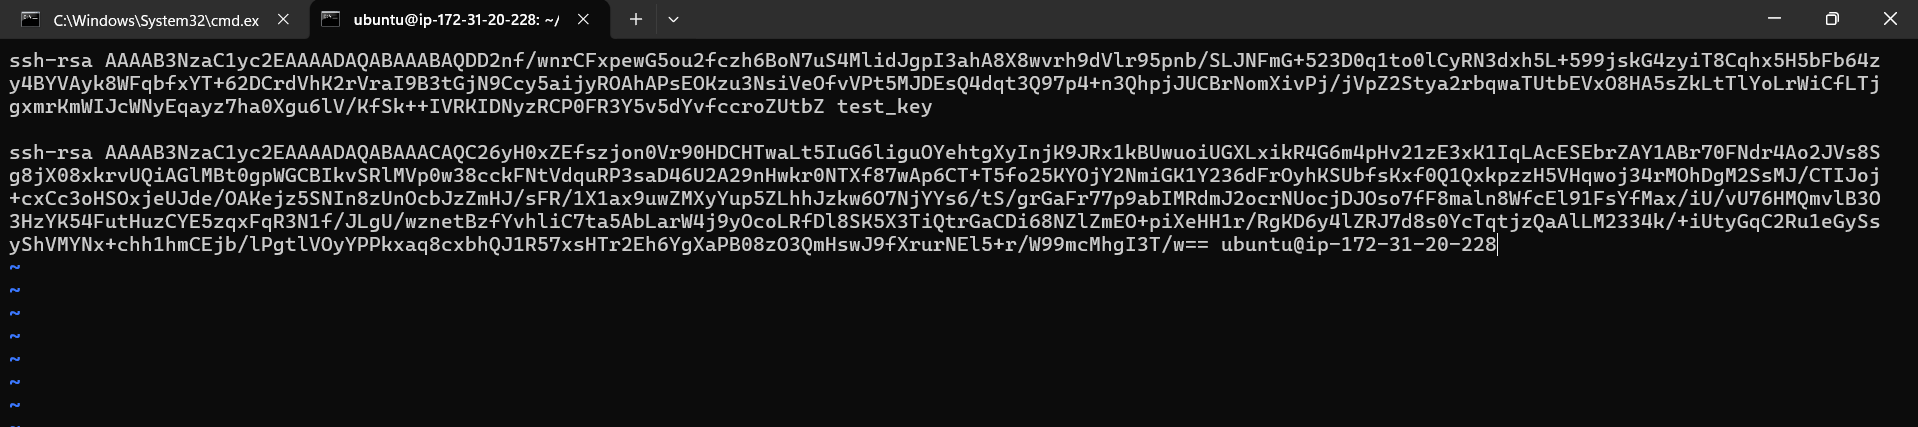 C:\Windows\System32\cmd.ex
ubuntu@ip-172-31-20-228: ~/
ssh-rsa AAAAB3NzaC1yc2EAAAADAQABAAABAQDD2nf/wnrCFxpewG5ou2fczh6BoN7uS4MlidJgpI3ahA8X8wvrh9dVlr95pnb/SLJNFmG+523D0q1to0lCyRN3dxh5L+599jskG4zyiT8Cqhx5H5bFb64z
y4BYVAyk8WFqbfxYT+62DCrdVhK2rVraI9B3tGjN9Ccy5aijyROAhAPsEOKzu3NsiVeOfvVPt5MJDEsQ4dqt3Q97p4+n3QhpjJUCBrNomXivPj/jVpZ2Stya2rbqwaTUtbEVxO8HA5sZkLtTlYoLrWiCfLTj
gxmrKmWIJcWNyEqayz7ha0Xgu6lV/KfSk++IVRKIDNyzRCP0FR3Y5v5dYvfccroZUtbZ test_key
ssh-rsa AAAAB3NzaC1yc2EAAAADAQABAAACAQC26yH0xZEfszjon0Vr90HDCHTwaLt5IuG6liguOYehtgXyInjK9JRx1kBUwuoiUGXLxikR4G6m4pHv21zE3xK1IqLAcESEbrZAY1ABr70FNdr4Ao2JVs8S
g8jX08xkrvUQiAGlMBt0gpWGCBIkvSRlMVp0w38cckFNtVdquRP3saD46U2A29nHwkr0NTXf87wAp6CT+T5fo25KYOjY2NmiGK1Y236dFrOyhKSUbfsKxf0Q1QxkpzzH5VHqwoj34rMOhDgM2SsMJ/CTIJoj
+cxCc3oHSOxjeUJde/OAKejz5SNIn8zUnOcbJzZmHJ/sFR/1X1ax9uwZMXyYup5ZLhhJzkw6O7NjYYs6/tS/grGaFr77p9abIMRdmJ2ocrNUocjDJOso7fF8maln8WfcEl91FsYfMax/iU/vU76HMQmvlB3O
3HzYK54FutHuzCYE5zqxFqR3N1f/JLgU/wznetBzfYvhliC7ta5AbLarW4j9yOcoLRfDl8SK5X3TiQtrGaCDi68NZlZmEO+piXeHH1r/RgKD6y4lZRJ7d8s0YcTqtjzQaAlLM2334k/+iUtyGqC2Ru1eGySs
yShVMYNx+chh1hmCEjb/lPgtlVOyYPPkxaq8cxbhQJ1R57xsHTr2Eh6YgXaPB08zO3QmHswJ9fXrurNEl5+r/W99mcMhgI3T/w== ubuntu@ip-172-31-20-228
~
~
~
~
~
~
~